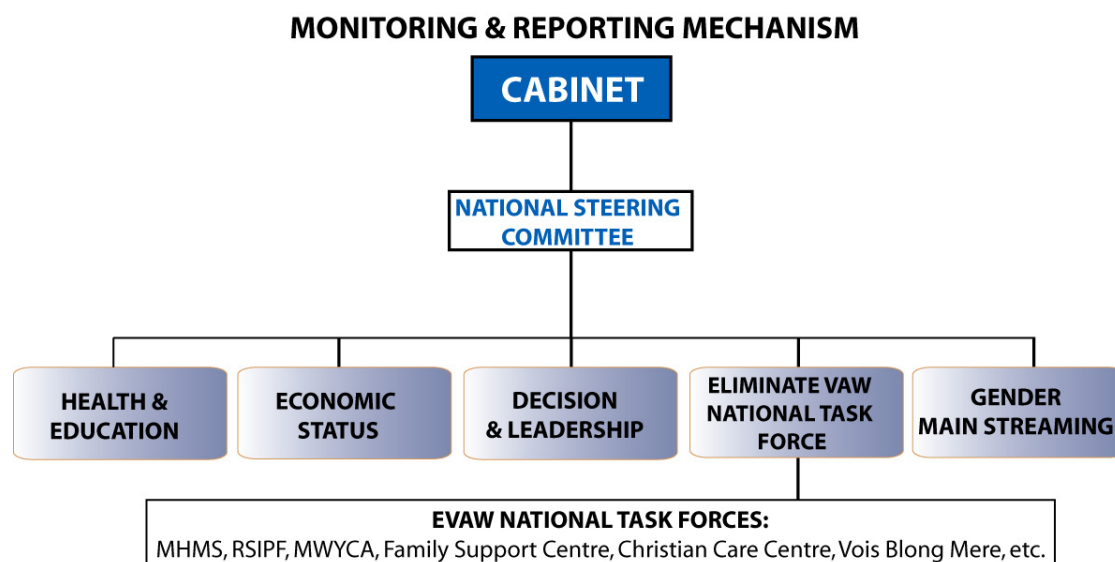 MONITORING & REPORTING MECHANISM
CABINET
NATIONAL STEERING
COMMITTEE
HEALTH &
EDUCATION
ECONOMIC
STATUS
DECISION
& LEADERSHIP
ELIMINATE VAW
NATIONAL TASK
FORCE
GENDER
MAIN STREAMING
EVAW NATIONAL TASK FORCES:
MHMS, RSIPF, MWYCA, Family Support Centre, Christian Care Centre, Vois Blong Mere, etc.